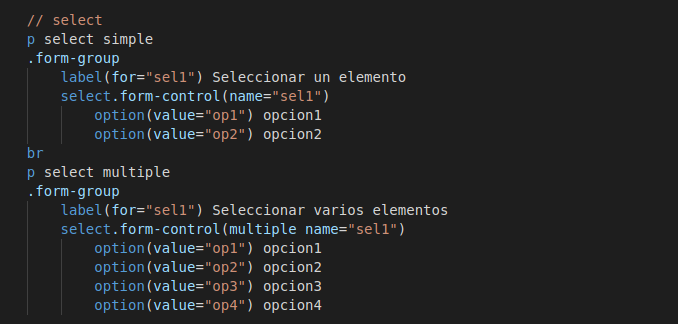 // select
p select simple
.form-group
label(for="sel1") Seleccionar un elemento
select.form-control(name="sel1")
option(value="op1") opcion1
option(value="op2") opcion2
br
p select multiple
.form-group
label(for="sel1") Seleccionar varios elementos
select.form-control(multiple name="sel1")
option(value="op1") opcion1
option(value="op2") opcion2
option(value="op3") opcion3
option(value="op4") opcion4